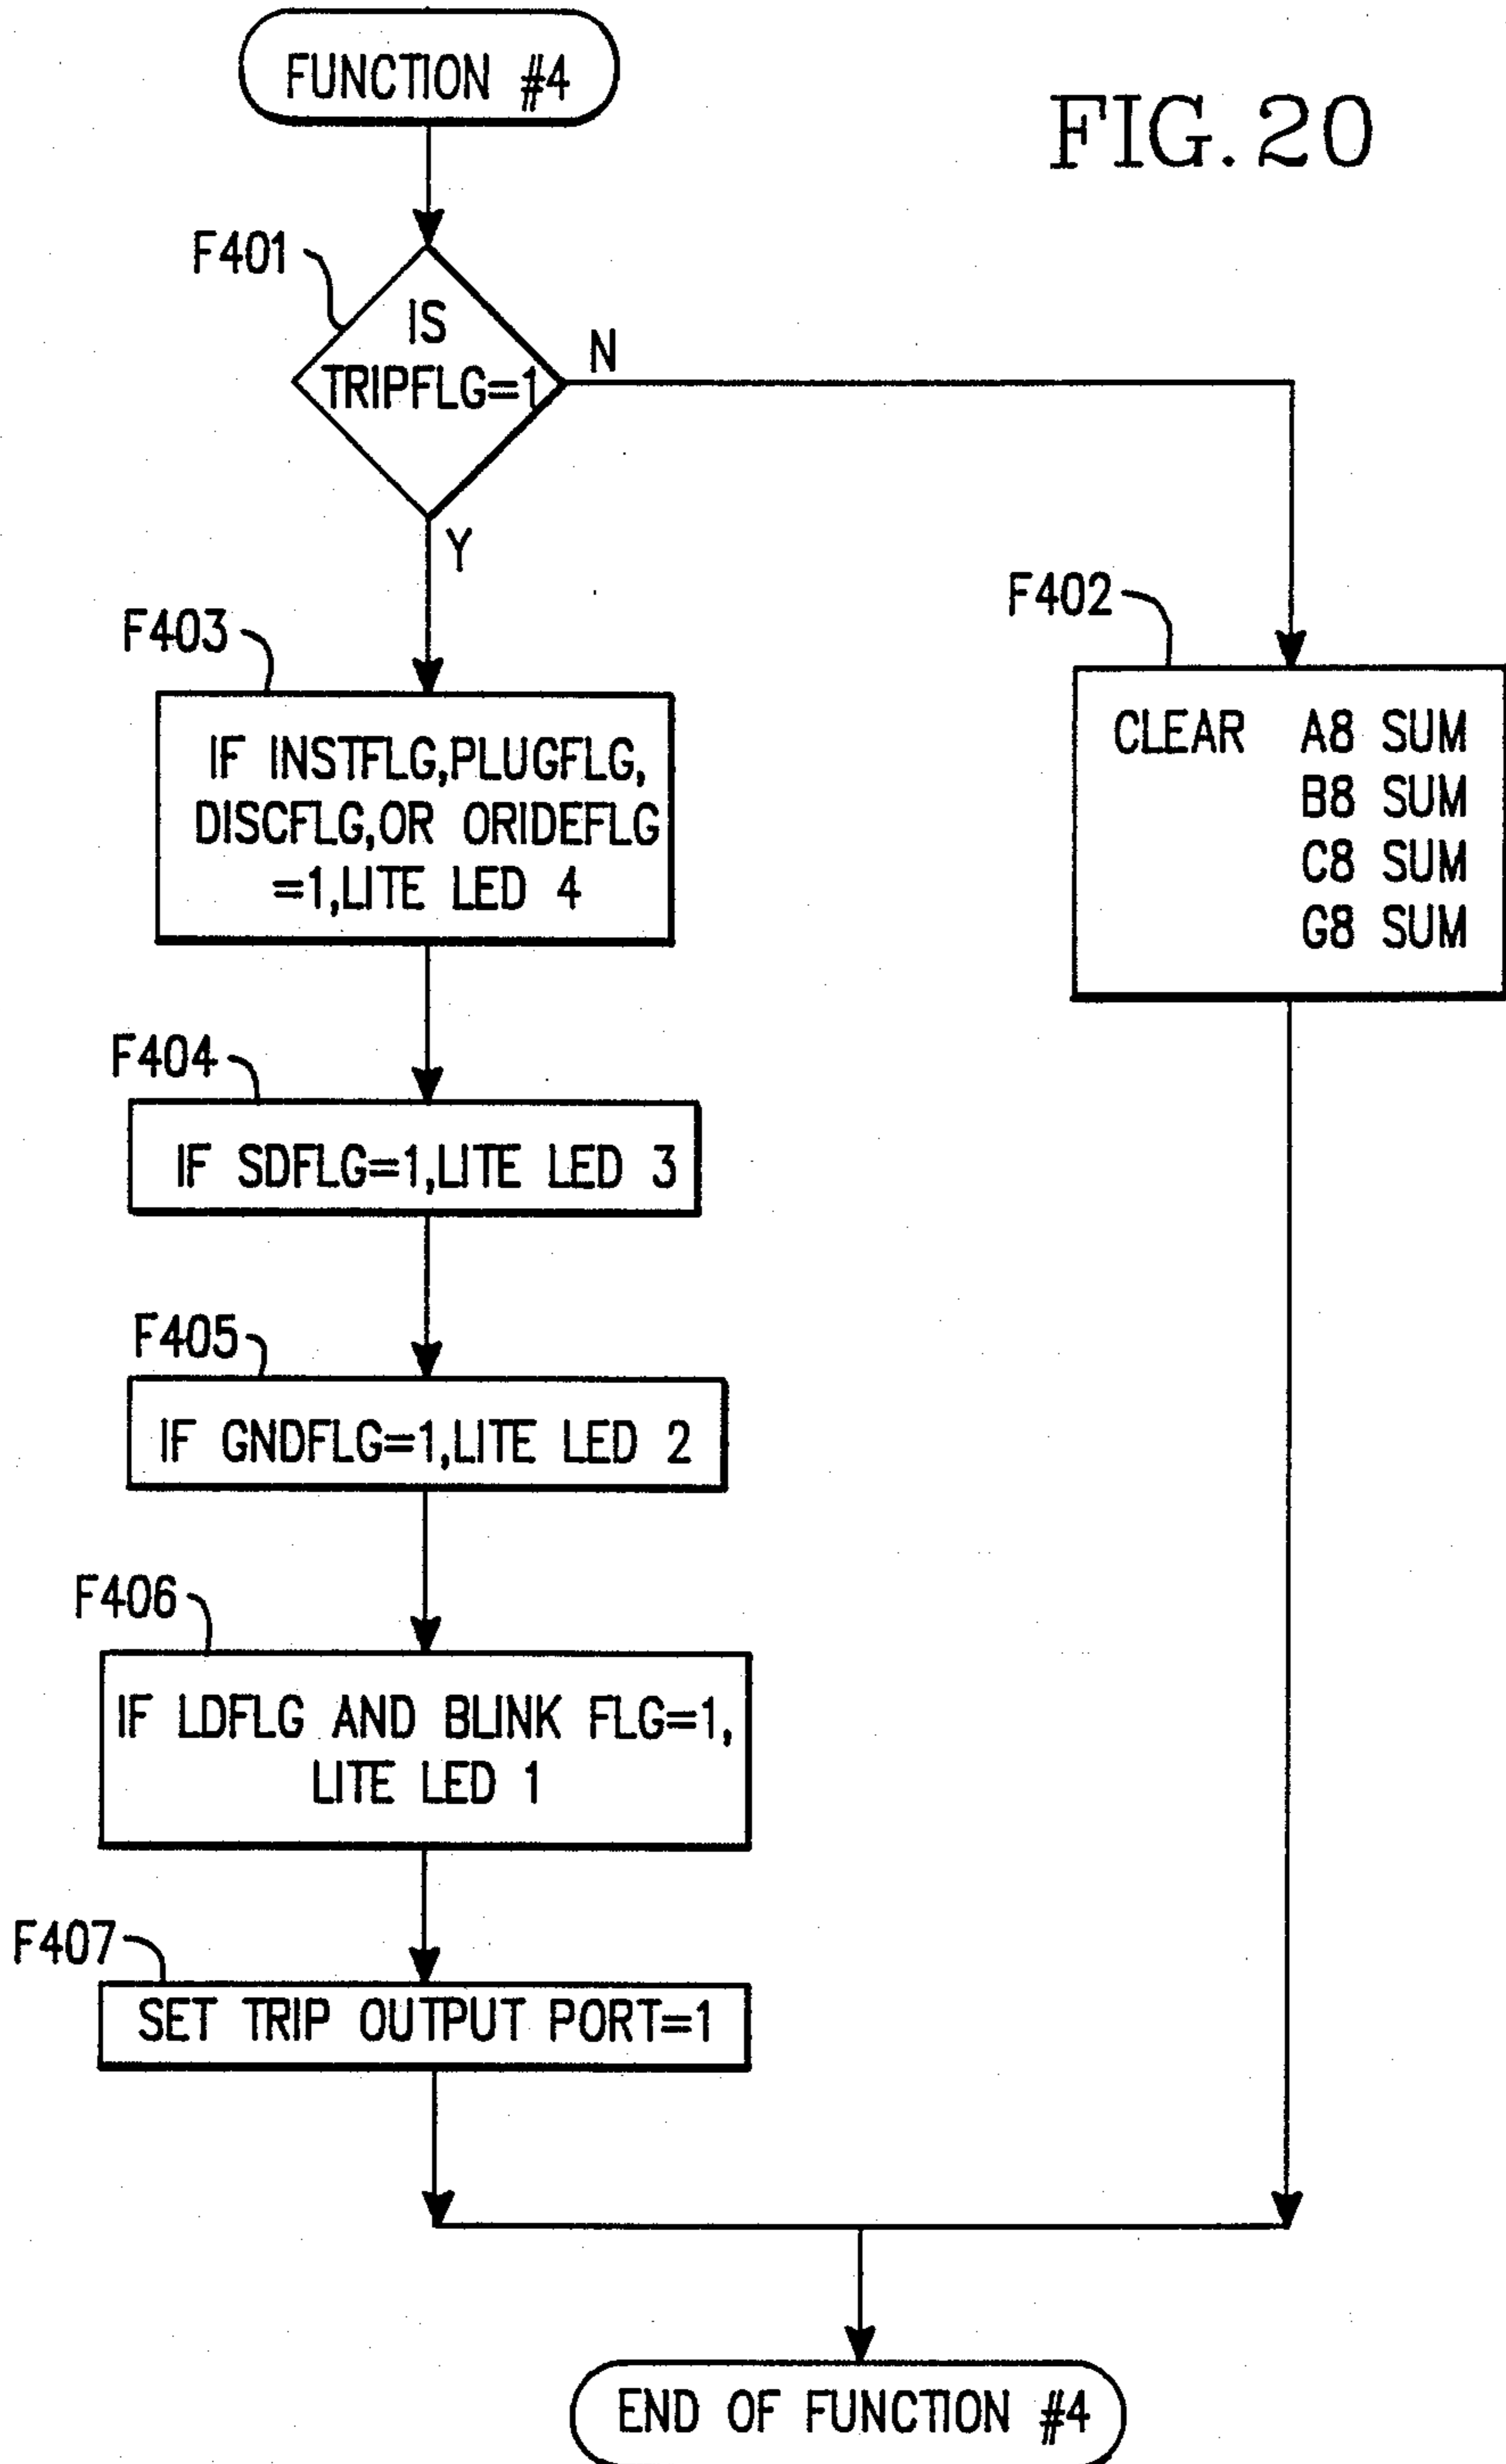 FUNCTION #4
FIG. 20
F401
IS
TRIPFLG=1
N
Y
F403
IF INSTFLG,PLUGFLG,
DISCFLG,OR ORIDEFLG
=1,LITE LED 4
F402
CLEAR A8 SUM
B8 SUM
C8 SUM
G8 SUM
F404
IF SDFLG=1,LITE LED 3
F405
IF GNDFLG=1,LITE LED 2
F406
IF LDFLG AND BLINK FLG=1,
LITE LED 1
F407
SET TRIP OUTPUT PORT=1
END OF FUNCTION #4